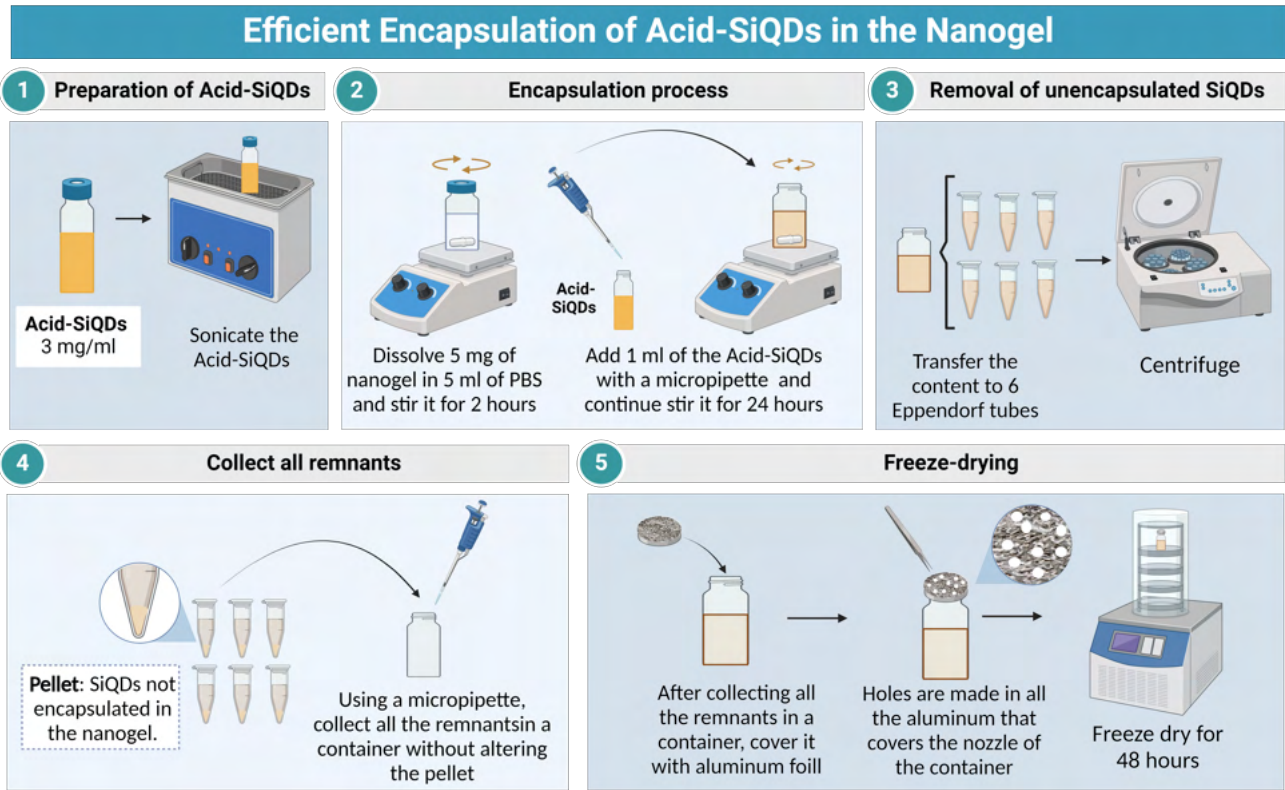 Efficient Encapsulation of Acid-SiQDs in the Nanogel
1 Preparation of Acid-SiQDs
Acid-SiQDs
3 mg/ml
Sonicate the
Acid-SiQDs
2 Encapsulation process
Dissolve 5 mg of
nanogel in 5 ml of PBS
and stir it for 2 hours
Acid-
SiQDs
Add 1 ml of the Acid-SiQDs
with a micropipette and
continue stir it for 24 hours
3 Removal of unencapsulated SiQDs
Transfer the
content to 6
Eppendorf tubes
Centrifuge
4 Collect all remnants
Pellet: SiQDs not
encapsulated in
the nanogel.
Using a micropipette,
collect all the remnantsin a
container without altering
the pellet
5 Freeze-drying
After collecting all
the remnants in a
container, cover it
with aluminum foill
Holes are made in all
the aluminum that
covers the nozzle of
the container
Freeze dry for
48 hours